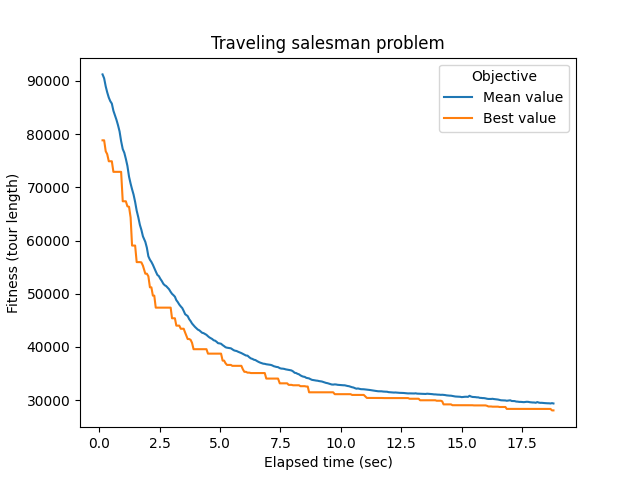 Traveling salesman problem
Objective
Mean value
Best value
Fitness (tour length)
90000
80000
70000
60000
50000
40000
30000
0.0 2.5 5.0 7.5 10.0 12.5 15.0 17.5
Elapsed time (sec)